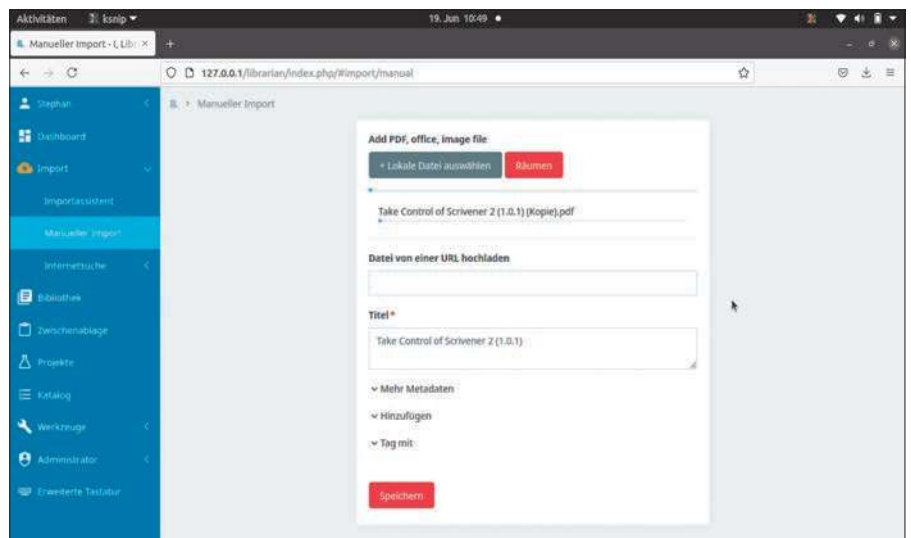 Aktivitäten
ksnip
19. Jun 10:49
Manueller Import - I, Libr
127.0.0.1/librarian/index.php/#import/manual
Stephan
Manueller Import
Dashboard
Import
Importassistent
Manueller Import
Internetsuche
Bibliothek
Zwischenablage
Projekte
Katalog
Werkzeuge
Administrator
Erweiterte Tastatur
Add PDF, office, image file
+ Lokale Datei auswählen
Räumen
Take Control of Scrivener 2 (1.0.1) (Kopie).pdf
Datei von einer URL hochladen
Titel *
Take Control of Scrivener 2 (1.0.1)
Mehr Metadaten
Hinzufügen
Tag mit
Speichern